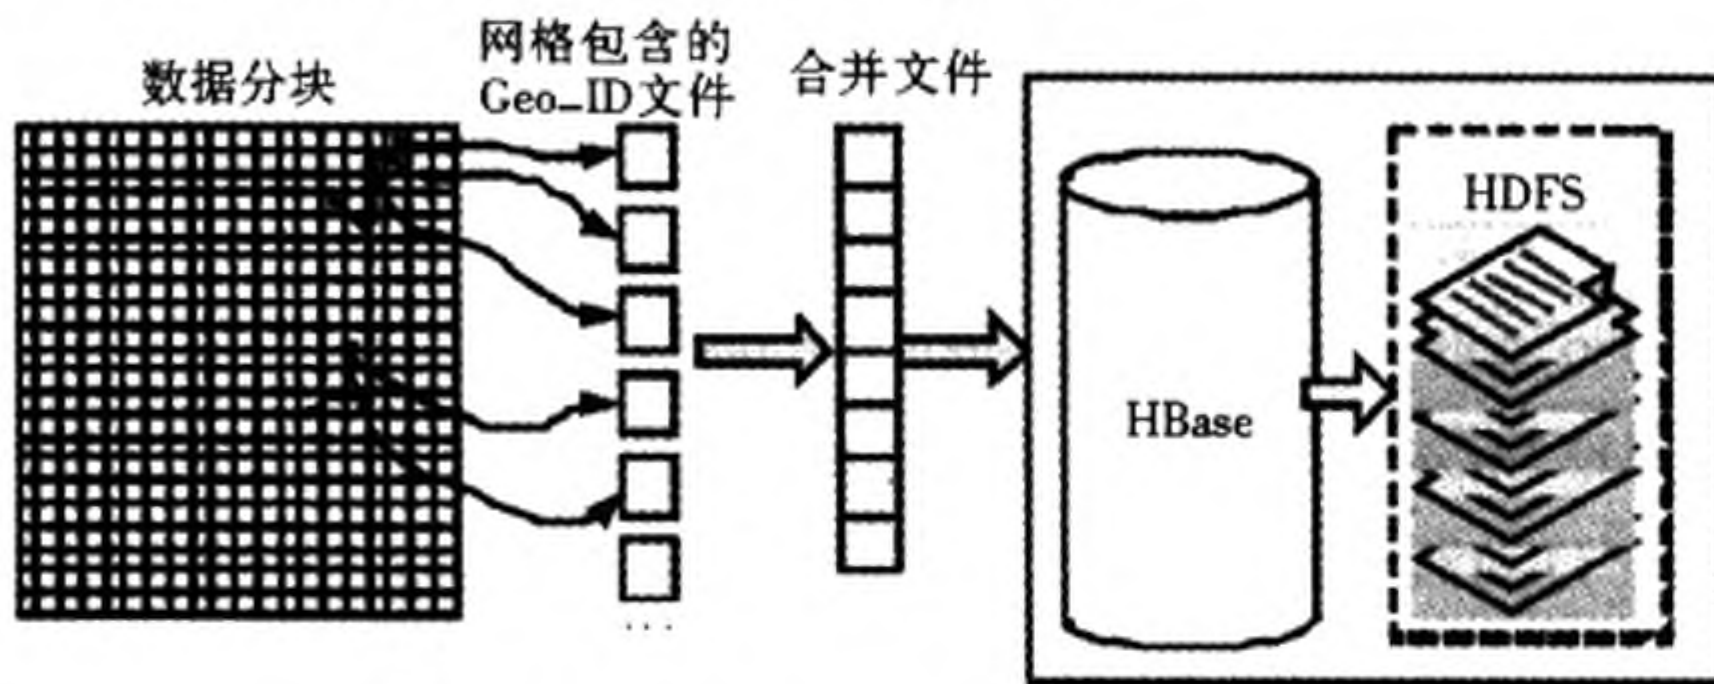 数据分块
网格包含的
Geo_ID文件
合并文件
HDFS
HBase
...